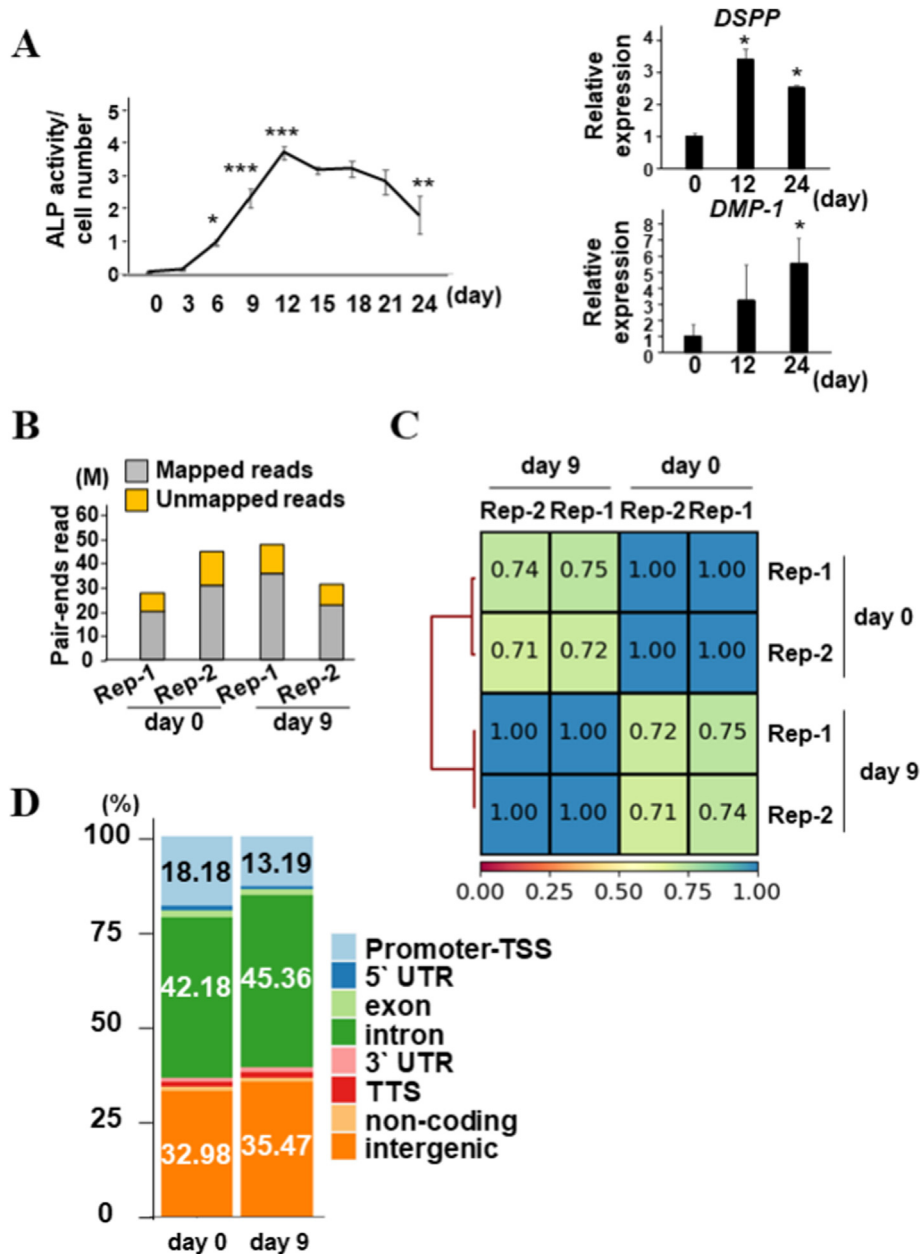 A
ALP activity/
cell number
5
4
3
2
1
0
*
***
***
**
0 3 6 9 12 15 18 21 24 (day)
DSPP
Relative
expression
4
3
2
1
0
*
*
0 12 24 (day)
DMP-1
Relative
expression
8
7
6
5
4
3
2
1
0
*
0 12 24
(day)
B
(M)
Mapped reads
Unmapped reads
Pair-ends read
60
50
40
30
20
10
0
Rep-1 Rep-2 Rep-1 Rep-2
day 0 day 9
C
day 9 day 0
Rep-2 Rep-1 Rep-2 Rep-1
0.74 0.75 1.00 1.00 Rep-1
0.71 0.72 1.00 1.00 Rep-2
day 0
1.00 1.00 0.72 0.75 Rep-1
1.00 1.00 0.71 0.74 Rep-2
day 9
0.00 0.25 0.50 0.75 1.00
D
(%)
100
75
50
25
0
18.18 13.19
42.18 45.36
32.98 35.47
day 0 day 9
Promoter-TSS
5` UTR
exon
intron
3` UTR
TTS
non-coding
intergenic